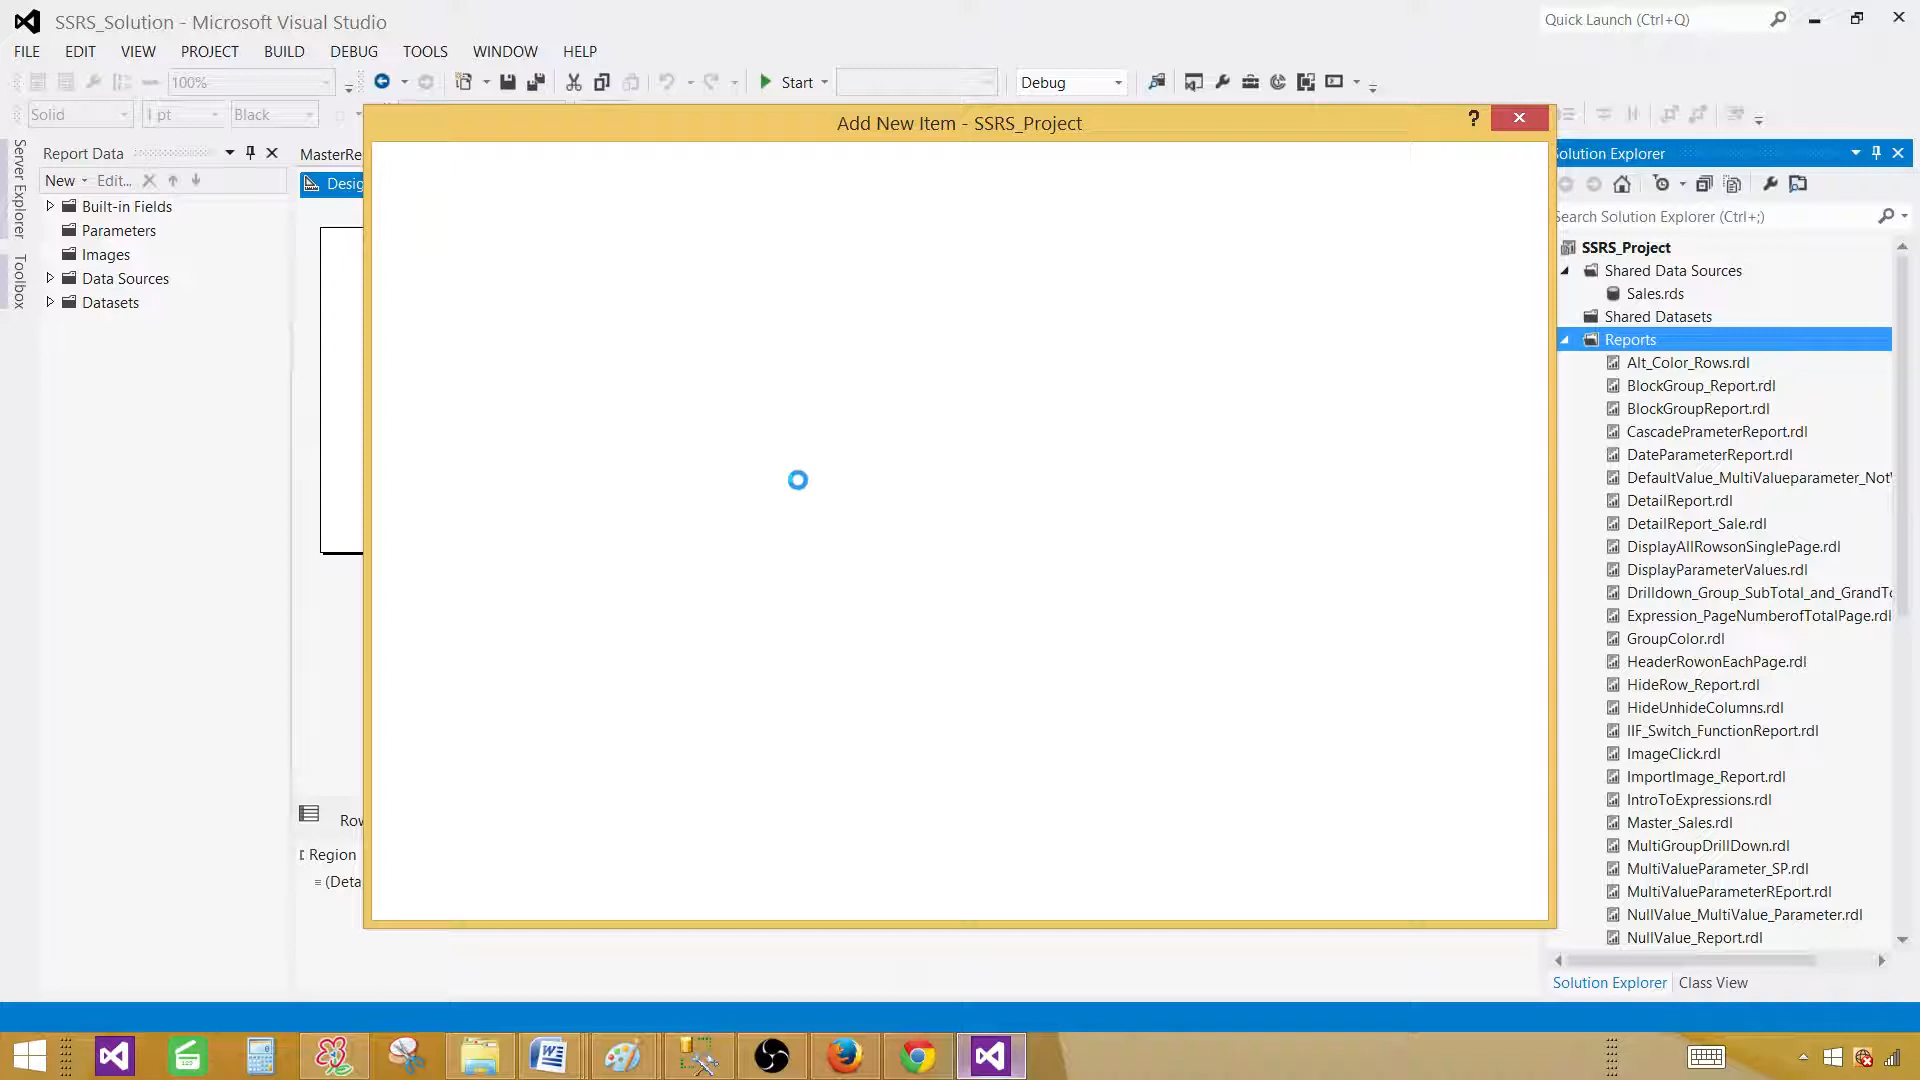 SSRS_Solution - Microsoft Visual Studio
Quick Launch (Ctrl+Q)
FILE EDIT VIEW PROJECT BUILD DEBUG TOOLS WINDOW HELP
100% Start Debug
Solid 1 pt Black
Add New Item - SSRS_Project
Report Data
MasterRe
Solution Explorer
New Edit...
Desig
Search Solution Explorer (Ctrl+;)
Built-in Fields
Parameters
Images
Data Sources
Datasets
Server Explorer
Toolbox
SSRS_Project
Shared Data Sources
Sales.rds
Shared Datasets
Reports
Alt_Color_Rows.rdl
BlockGroup_Report.rdl
BlockGroupReport.rdl
CascadePrameterReport.rdl
DateParameterReport.rdl
DefaultValue_MultiValueparameter_Not
DetailReport.rdl
DetailReport_Sale.rdl
DisplayAllRowsonSinglePage.rdl
DisplayParameterValues.rdl
Drilldown_Group_SubTotal_and_GrandTo
Expression_PageNumberofTotalPage.rdl
GroupColor.rdl
HeaderRowonEachPage.rdl
HideRow_Report.rdl
HideUnhideColumns.rdl
IIF_Switch_FunctionReport.rdl
ImageClick.rdl
ImportImage_Report.rdl
IntroToExpressions.rdl
Master_Sales.rdl
MultiGroupDrillDown.rdl
MultiValueParameter_SP.rdl
MultiValueParameterREport.rdl
NullValue_MultiValue_Parameter.rdl
NullValue_Report.rdl
Row
Region
(Deta
Solution Explorer Class View